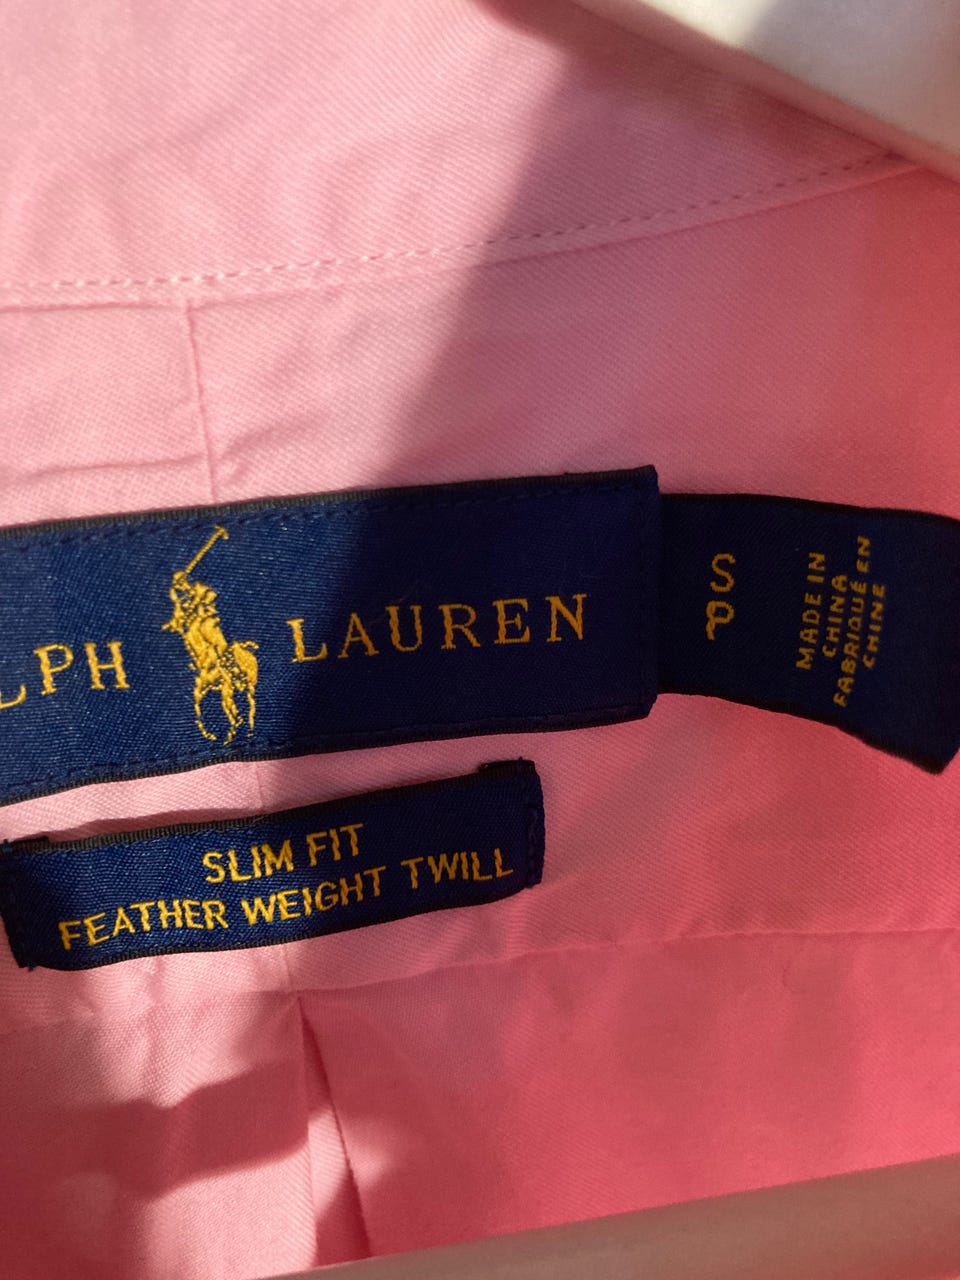 LPH LAUREN
S
P
MADE IN
CHINA
FABRIQUÉ EN
CHINE
SLIM FIT
FEATHER WEIGHT TWILL